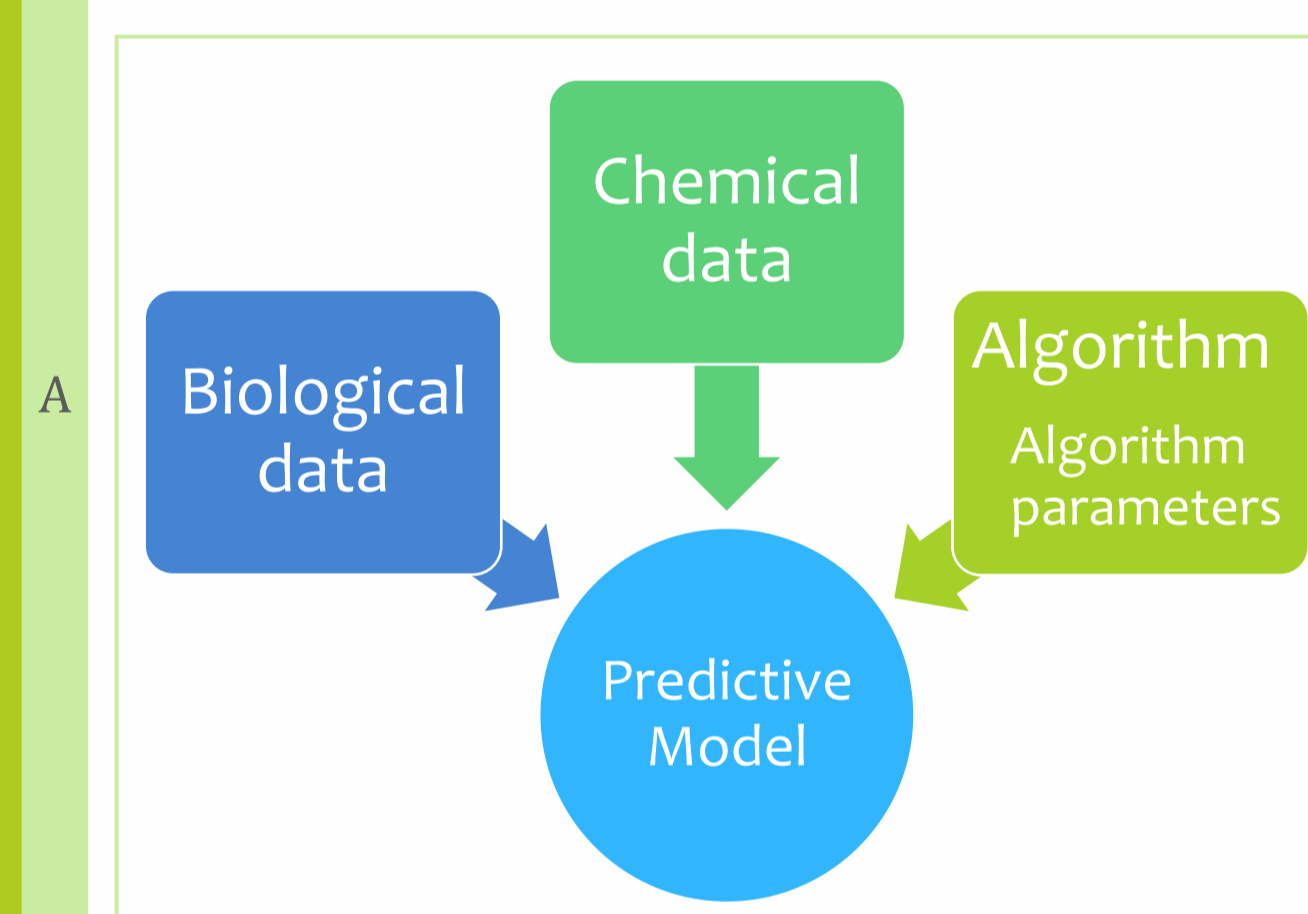 A
Chemical
data
Biological
data
Algorithm
Algorithm
parameters
Predictive
Model